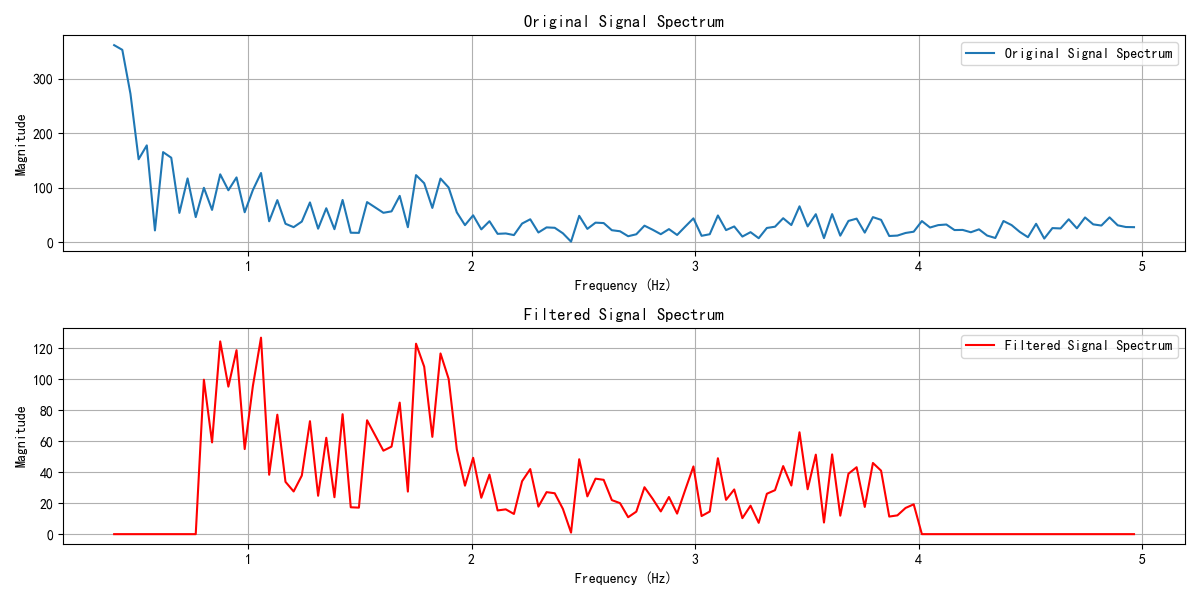 Original Signal Spectrum
Original Signal Spectrum
Magnitude
300
200
100
0
1 2 3 4 5
Frequency (Hz)
Filtered Signal Spectrum
Filtered Signal Spectrum
Magnitude
120
100
80
60
40
20
0
1 2 3 4 5
Frequency (Hz)